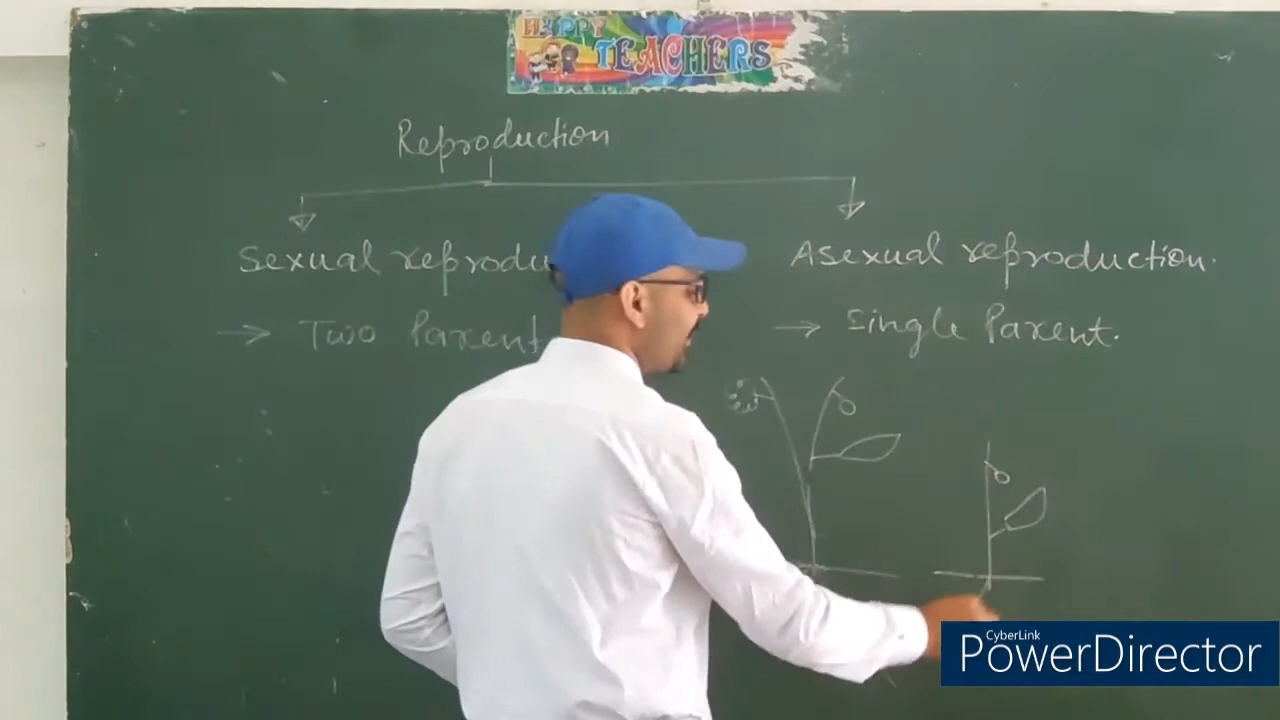 HAPPY
TEACHERS
Reproduction
Sexual reprodu
Asexual reproduction.
→ Two Parent
→ Single Parent.
CyberLink
PowerDirector